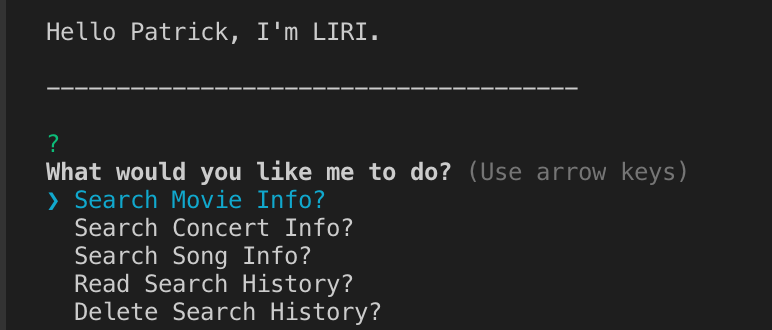 Hello Patrick, I'm LIRI.
--------------------------------------
?
What would you like me to do? (Use arrow keys)
❯ Search Movie Info?
Search Concert Info?
Search Song Info?
Read Search History?
Delete Search History?